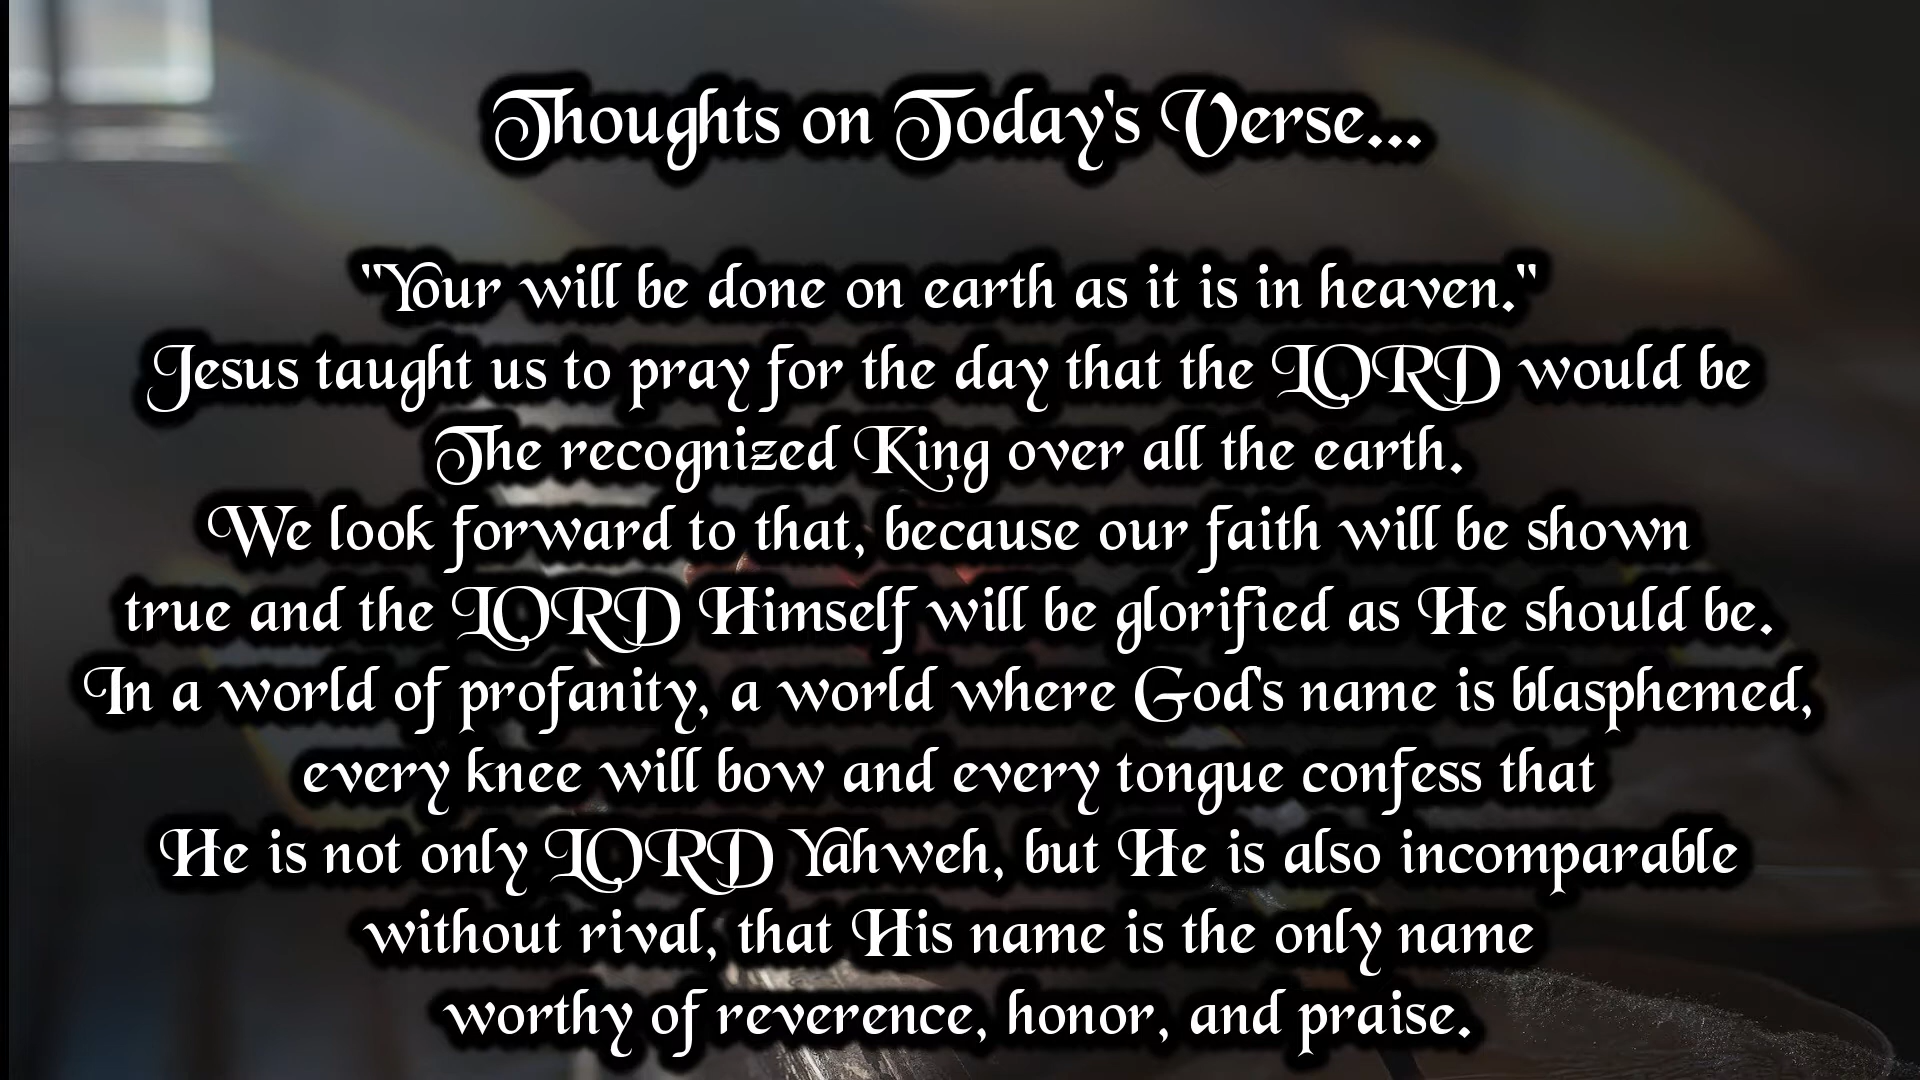 Thoughts on Today's Verse...
"Your will be done on earth as it is in heaven."
Jesus taught us to pray for the day that the LORD would be
The recognized King over all the earth.
We look forward to that, because our faith will be shown
true and the LORD Himself will be glorified as He should be.
In a world of profanity, a world where God's name is blasphemed,
every knee will bow and every tongue confess that
He is not only LORD Yahweh, but He is also incomparable
without rival, that His name is the only name
worthy of reverence, honor, and praise.